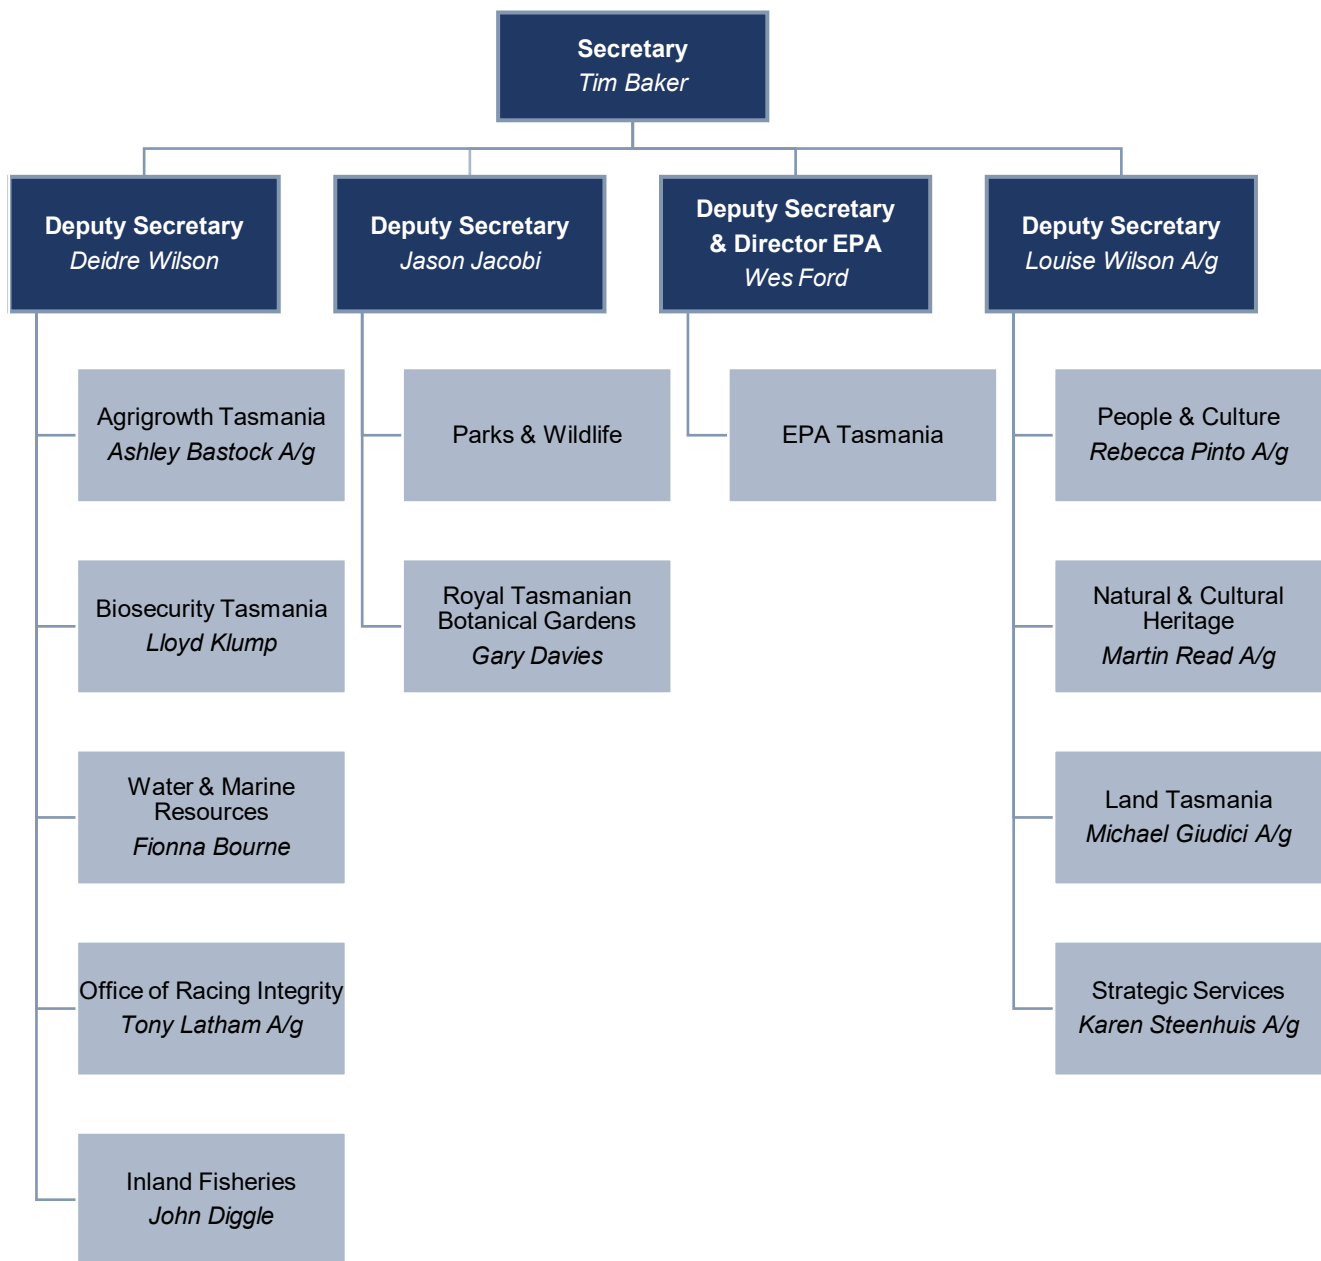 Secretary
Tim Baker
Deputy Secretary
Deidre Wilson
Deputy Secretary
Jason Jacobi
Deputy Secretary
& Director EPA
Wes Ford
Deputy Secretary
Louise Wilson A/g
Agrigrowth Tasmania
Ashley Bastock A/g
Biosecurity Tasmania
Lloyd Klump
Water & Marine
Resources
Fionna Bourne
Office of Racing Integrity
Tony Latham A/g
Inland Fisheries
John Diggle
Parks & Wildlife
Royal Tasmanian
Botanical Gardens
Gary Davies
EPA Tasmania
People & Culture
Rebecca Pinto A/g
Natural & Cultural
Heritage
Martin Read A/g
Land Tasmania
Michael Giudici A/g
Strategic Services
Karen Steenhuis A/g